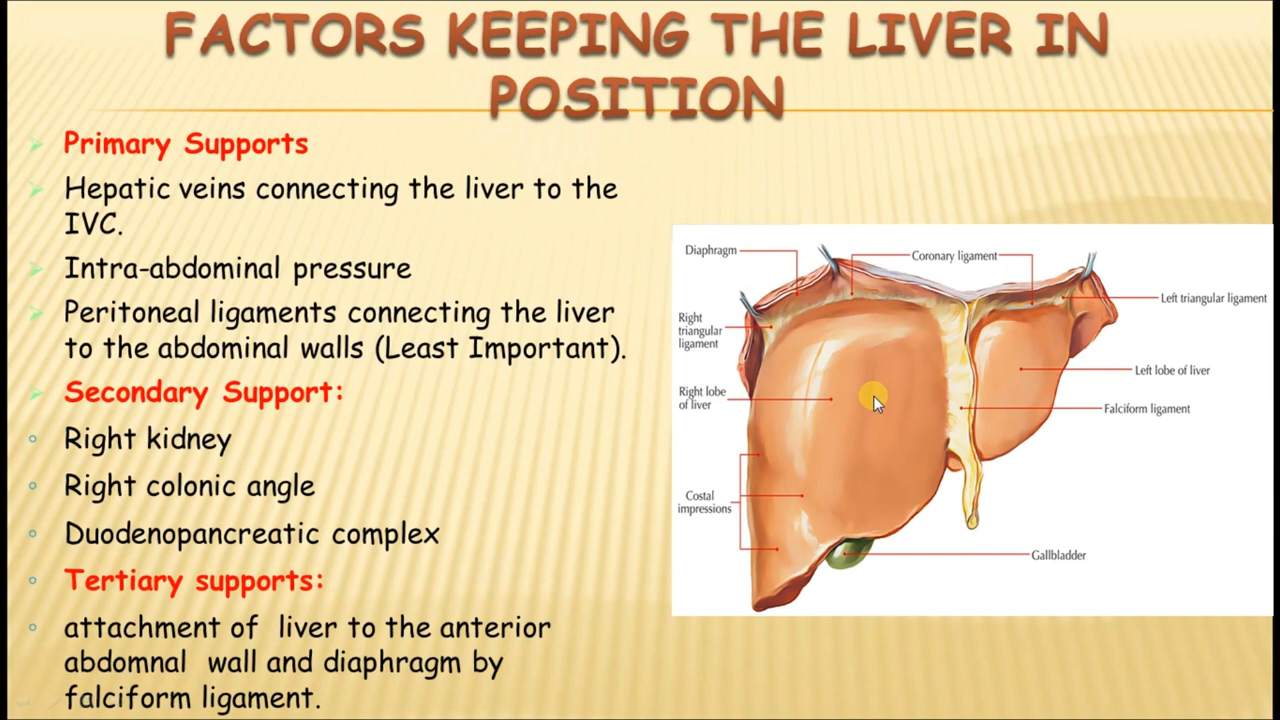 FACTORS KEEPING THE LIVER IN
POSITION
Primary Supports
Hepatic veins connecting the liver to the
IVC.
Intra-abdominal pressure
Peritoneal ligaments connecting the liver
to the abdominal walls (Least Important).
Secondary Support:
Right kidney
Right colonic angle
Duodenopancreatic complex
Tertiary supports:
attachment of liver to the anterior
abdomnal wall and diaphragm by
falciform ligament.
Diaphragm
Coronary ligament
Left triangular ligament
Right
triangular
ligament
Left lobe of liver
Right lobe
of liver
Falciform ligament
Costal
impressions
Gallbladder